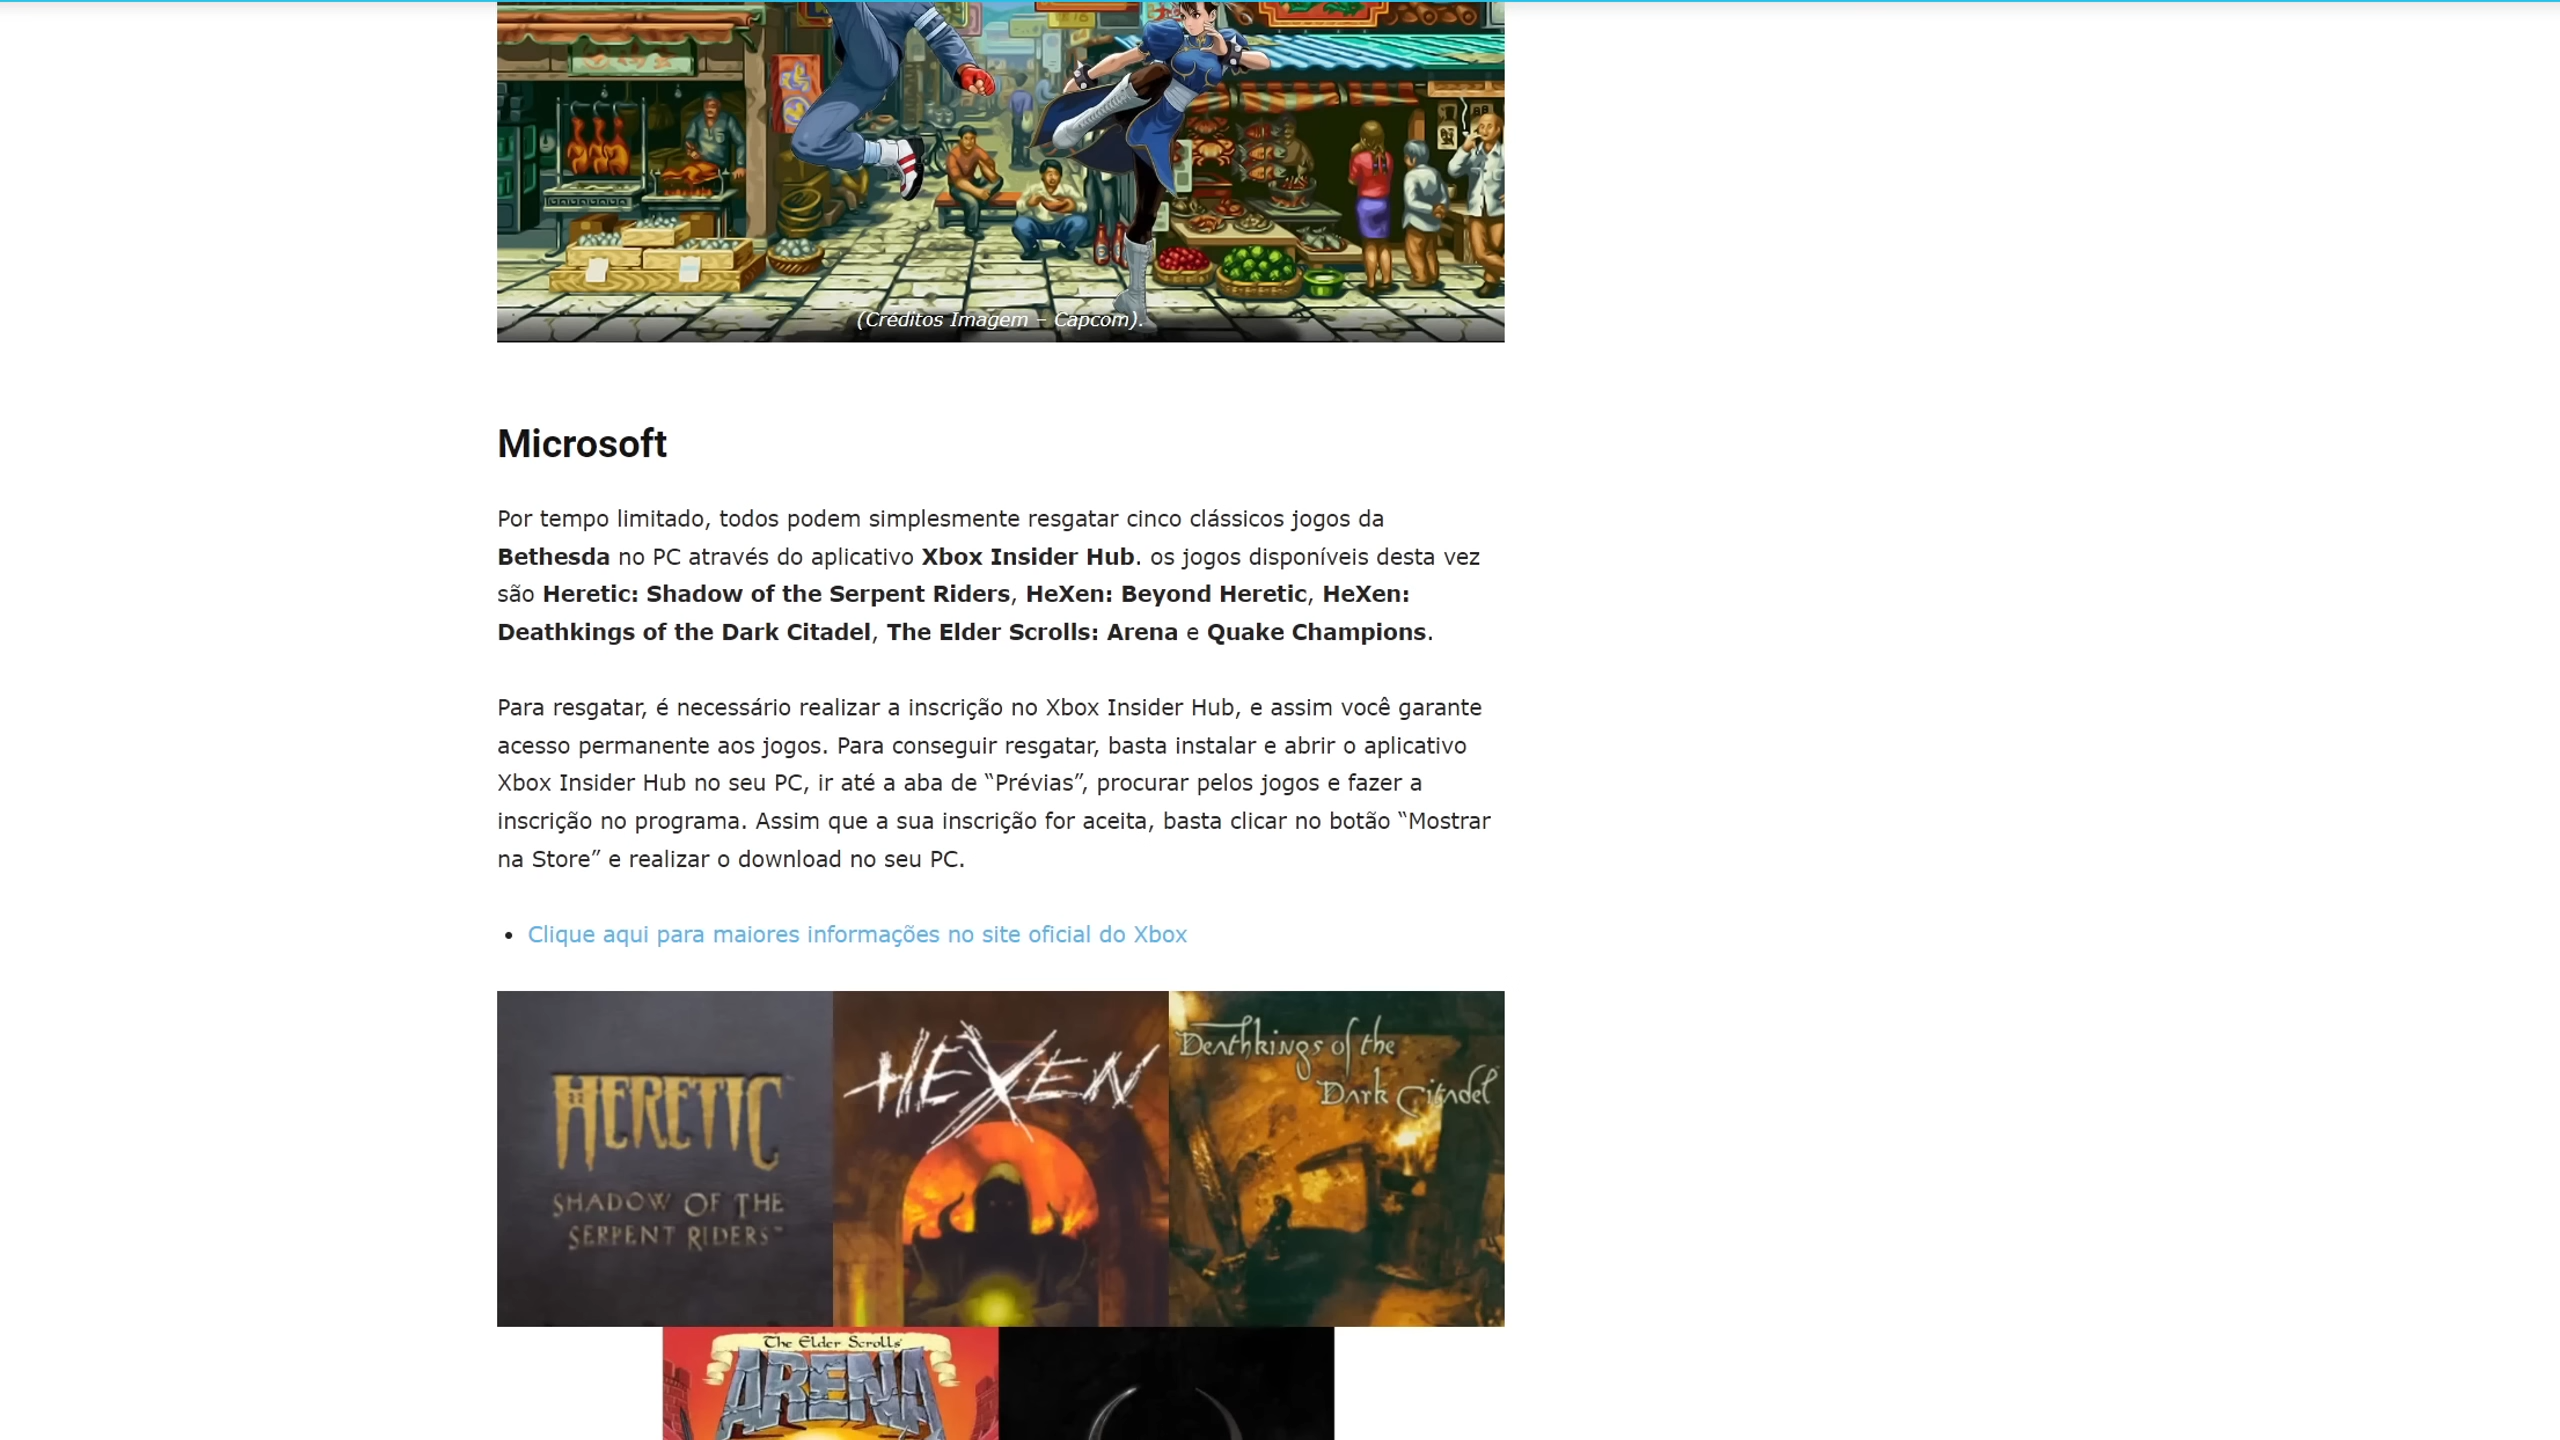 (Créditos Imagem – Capcom).
Microsoft
Por tempo limitado, todos podem simplesmente resgatar cinco clássicos jogos da
Bethesda no PC através do aplicativo Xbox Insider Hub. os jogos disponíveis desta vez
são Heretic: Shadow of the Serpent Riders, HeXen: Beyond Heretic, HeXen:
Deathkings of the Dark Citadel, The Elder Scrolls: Arena e Quake Champions.
Para resgatar, é necessário realizar a inscrição no Xbox Insider Hub, e assim você garante
acesso permanente aos jogos. Para conseguir resgatar, basta instalar e abrir o aplicativo
Xbox Insider Hub no seu PC, ir até a aba de “Prévias”, procurar pelos jogos e fazer a
inscrição no programa. Assim que a sua inscrição for aceita, basta clicar no botão “Mostrar
na Store” e realizar o download no seu PC.
• Clique aqui para maiores informações no site oficial do Xbox
HERETIC
SHADOW OF THE
SERPENT RIDERS™
HEXEN
Deathkings of the
Dark Citadel
The Elder Scrolls
ARENA